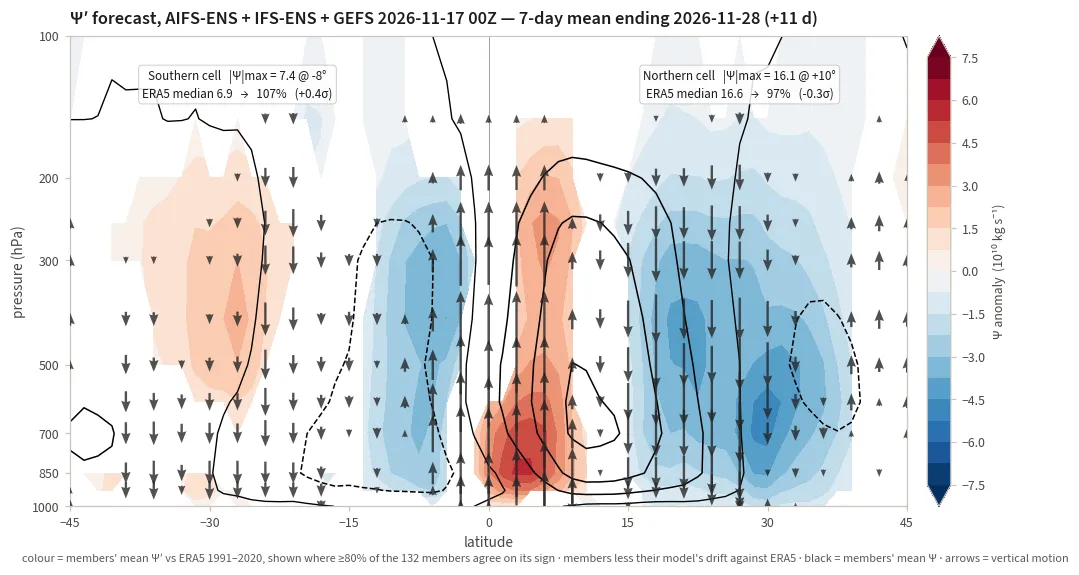 Ψ′ forecast, AIFS-ENS + IFS-ENS + GEFS 2026-11-17 00Z — 7-day mean ending 2026-11-28 (+11 d)
Southern cell |Ψ|max = 7.4 @ -8°
ERA5 median 6.9 → 107% (+0.4σ)
Northern cell |Ψ|max = 16.1 @ +10°
ERA5 median 16.6 → 97% (-0.3σ)
100
200
300
400
500
700
850
1000
pressure (hPa)
−45
−30
−15
0
15
30
45
latitude
7.5
6.0
4.5
3.0
1.5
0.0
−1.5
−3.0
−4.5
−6.0
−7.5
Ψ anomaly (10¹⁰ kg s⁻¹)
colour = members' mean Ψ′ vs ERA5 1991–2020, shown where ≥80% of the 132 members agree on its sign · members less their model's drift against ERA5 · black = members' mean Ψ · arrows = vertical motion